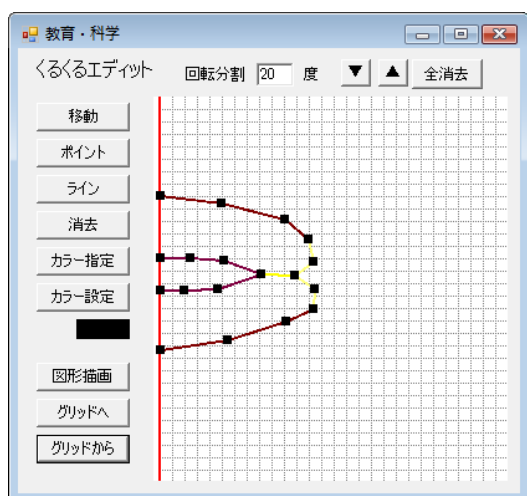 教育・科学
くるくるエディット 回転分割 20 度 ▼ ▲ 全消去
移動
ポイント
ライン
消去
カラー指定
カラー設定
図形描画
グリッドへ
グリッドから